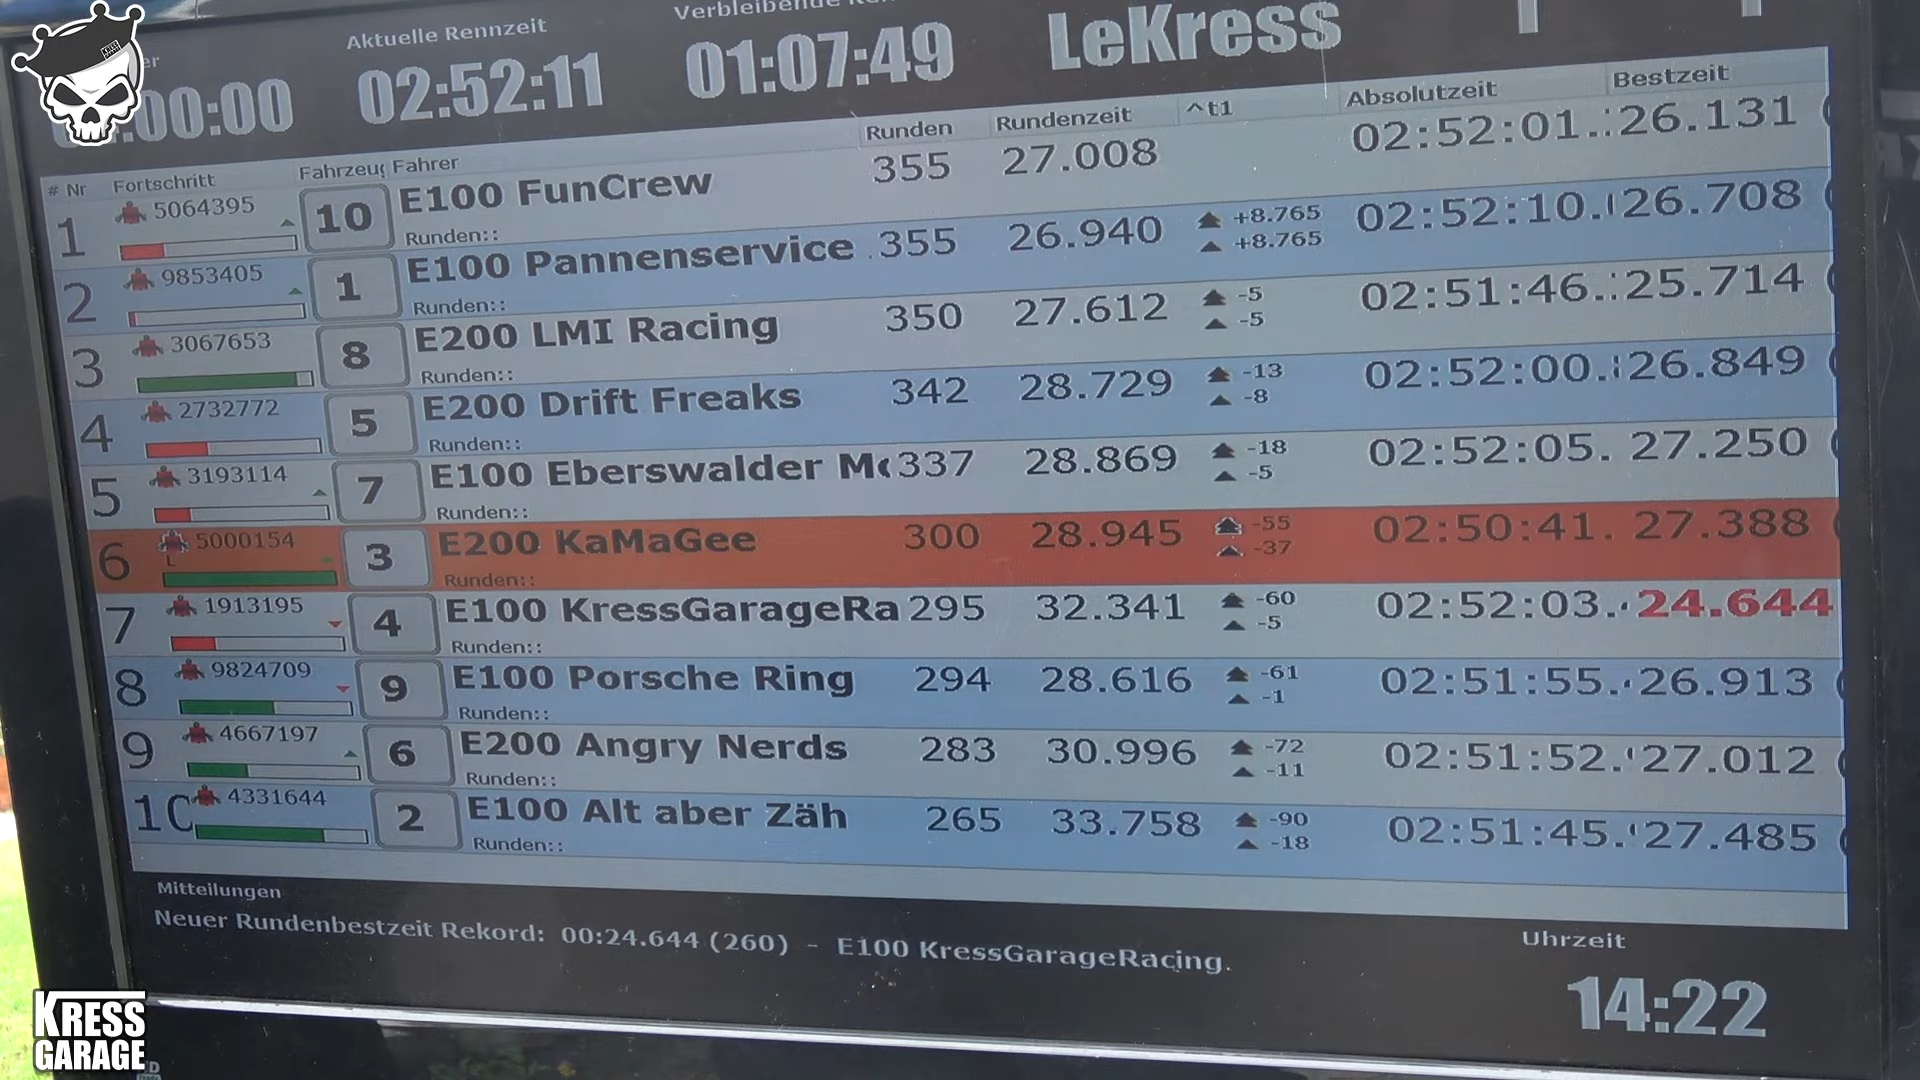 Aktuelle Rennzeit
Verbleibende
:00:00
02:52:11
01:07:49
LeKress
# Nr Fortschritt Fahrzeug Fahrer Runden Rundenzeit ^t1 Absolutzeit Bestzeit
1 5064395 10 E100 FunCrew 355 27.008 02:52:01.: 26.131
Runden::
2 9853405 1 E100 Pannenservice 355 26.940 +8.765 02:52:10. 26.708
Runden:: +8.765
3 3067653 8 E200 LMI Racing 350 27.612 -5 02:51:46.: 25.714
Runden:: -5
4 2732772 5 E200 Drift Freaks 342 28.729 -13 02:52:00. 26.849
Runden:: -8
5 3193114 7 E100 Eberswalder 337 28.869 -18 02:52:05. 27.250
Runden:: -5
6 5000154 3 E200 KaMaGee 300 28.945 -55 02:50:41. 27.388
L Runden:: -37
7 1913195 4 E100 KressGarageRa 295 32.341 -60 02:52:03. 24.644
Runden:: -5
8 9824709 9 E100 Porsche Ring 294 28.616 -61 02:51:55. 26.913
Runden:: -1
9 4667197 6 E200 Angry Nerds 283 30.996 -72 02:51:52. 27.012
Runden:: -11
10 4331644 2 E100 Alt aber Zäh 265 33.758 -90 02:51:45. 27.485
Runden:: -18
Mitteilungen
Neuer Rundenbestzeit Rekord: 00:24.644 (260) - E100 KressGarageRacing.
Uhrzeit
14:22
KRESS
GARAGE